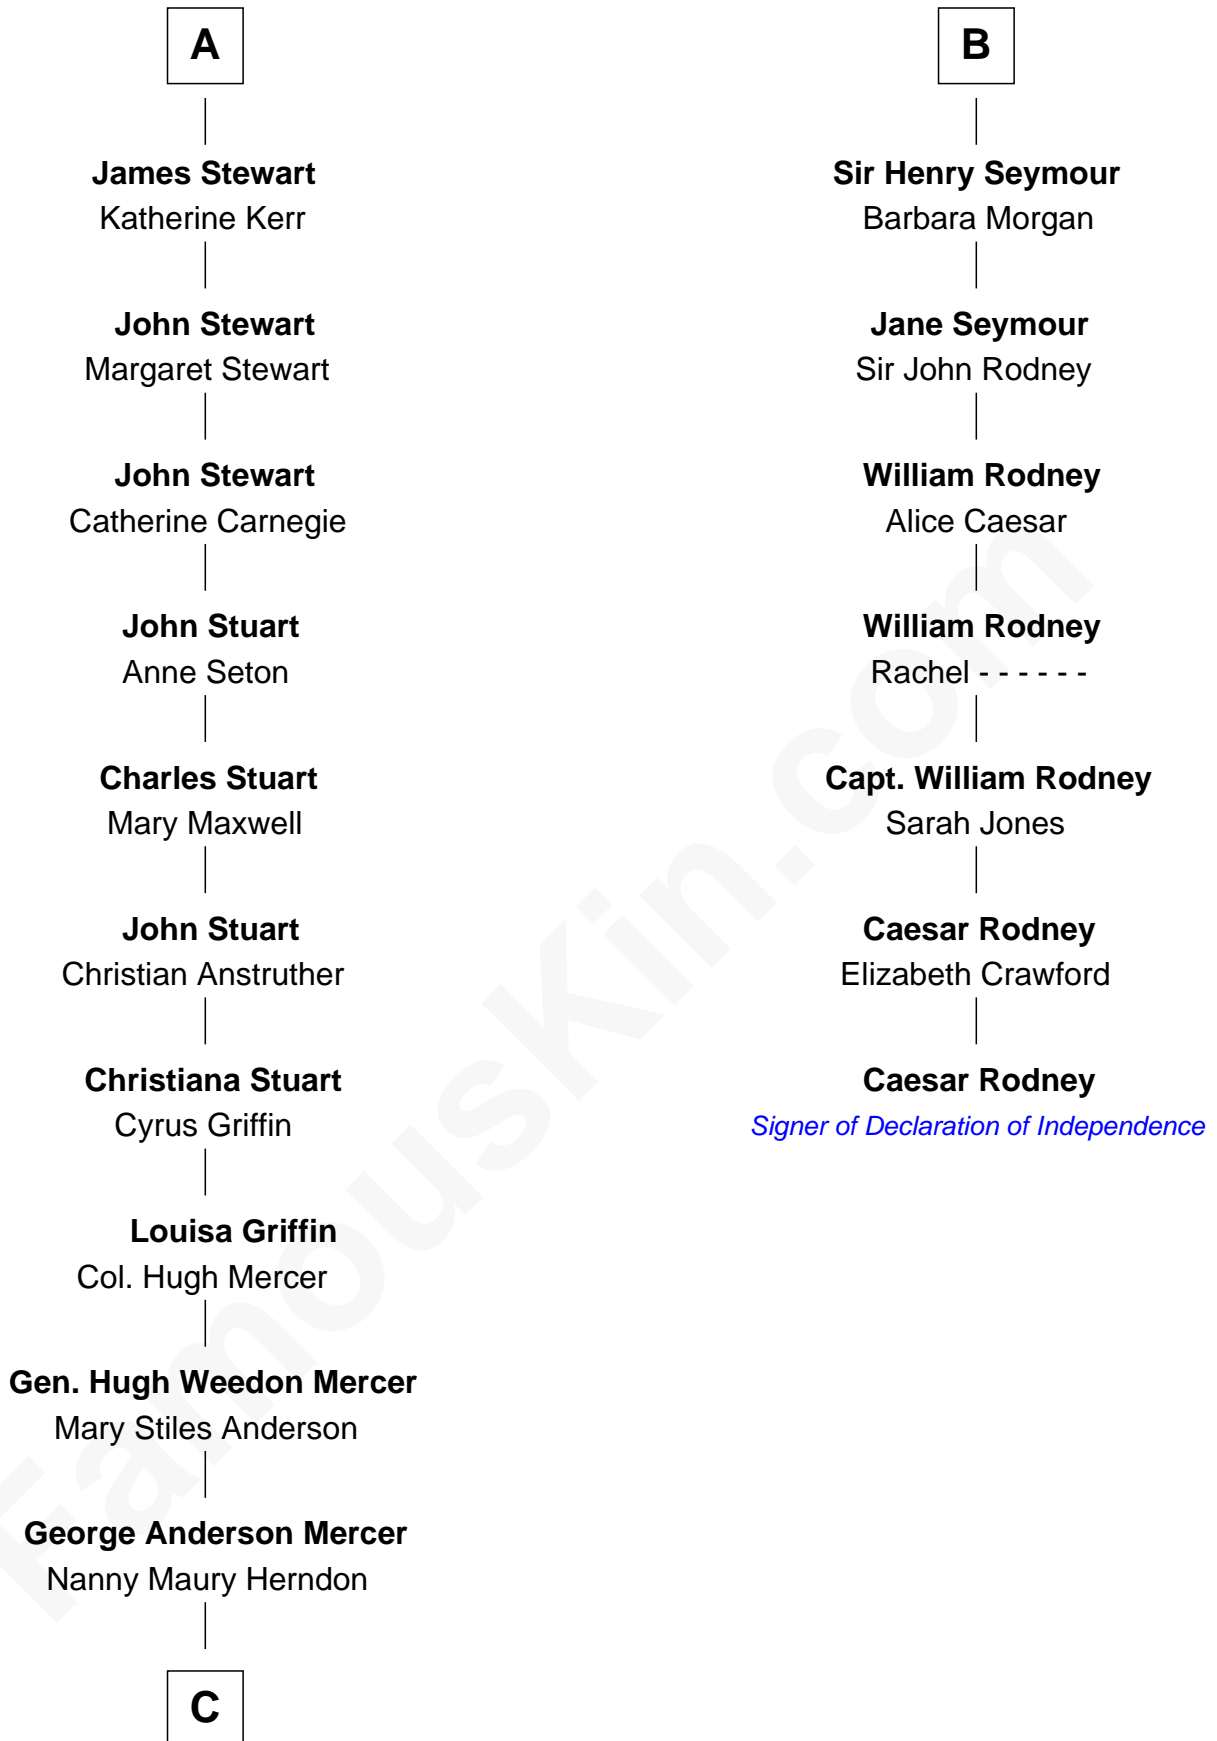 A
James Stewart
Katherine Kerr
John Stewart
Margaret Stewart
John Stewart
Catherine Carnegie
John Stuart
Anne Seton
Charles Stuart
Mary Maxwell
John Stuart
Christian Anstruther
Christiana Stuart
Cyrus Griffin
Louisa Griffin
Col. Hugh Mercer
Gen. Hugh Weedon Mercer
Mary Stiles Anderson
George Anderson Mercer
Nanny Maury Herndon
C
B
Sir Henry Seymour
Barbara Morgan
Jane Seymour
Sir John Rodney
William Rodney
Alice Caesar
William Rodney
Rachel - - - - - -
Capt. William Rodney
Sarah Jones
Caesar Rodney
Elizabeth Crawford
Caesar Rodney
Signer of Declaration of Independence
FamousKin.com